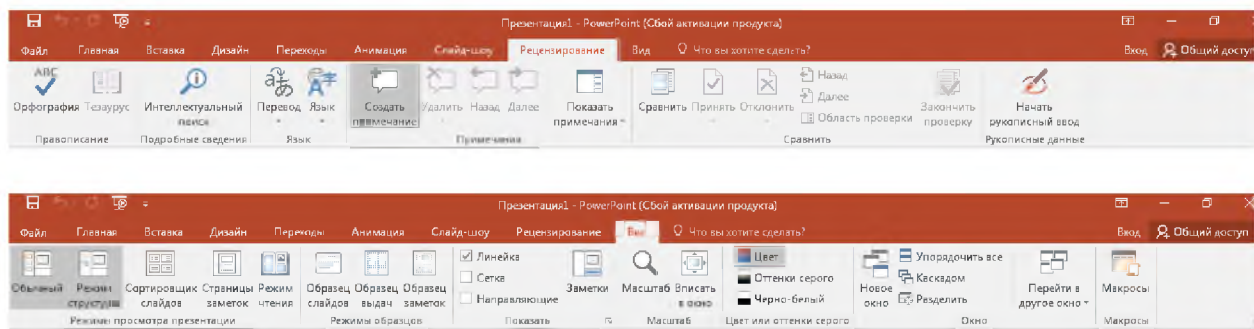 Презентация1 - PowerPoint (Сбой активации продукта)
Файл Главная Вставка Дизайн Переходы Анимация Слайд-шоу Рецензирование Вид Что вы хотите сделать? Вход Общий доступ
ABC
Орфография Тезаурус Интеллектуальный поиск Перевод Язык Создать примечание Удалить Назад Далее Показать примечания Сравнить Принять Отклонить Назад Далее Область проверки Закончить проверку Начать рукописный ввод
Правописание Подробные сведения Язык Примечания Сравнить Рукописные данные
Презентация1 - PowerPoint (Сбой активации продукта)
Файл Главная Вставка Дизайн Переходы Анимация Слайд-шоу Рецензирование Вид Что вы хотите сделать? Вход Общий доступ
Обычный Режим структуры Сортировщик слайдов Страницы заметок Режим чтения Образец слайдов Образец выдач Образец заметок Линейка Сетка Направляющие Заметки Масштаб Вписать в окно Цвет Оттенки серого Черно-белый Новое окно Упорядочить все Каскадом Разделить Перейти в другое окно Макросы
Режимы просмотра презентации Режимы образцов Показать Масштаб Цвет или оттенки серого Окно Макросы